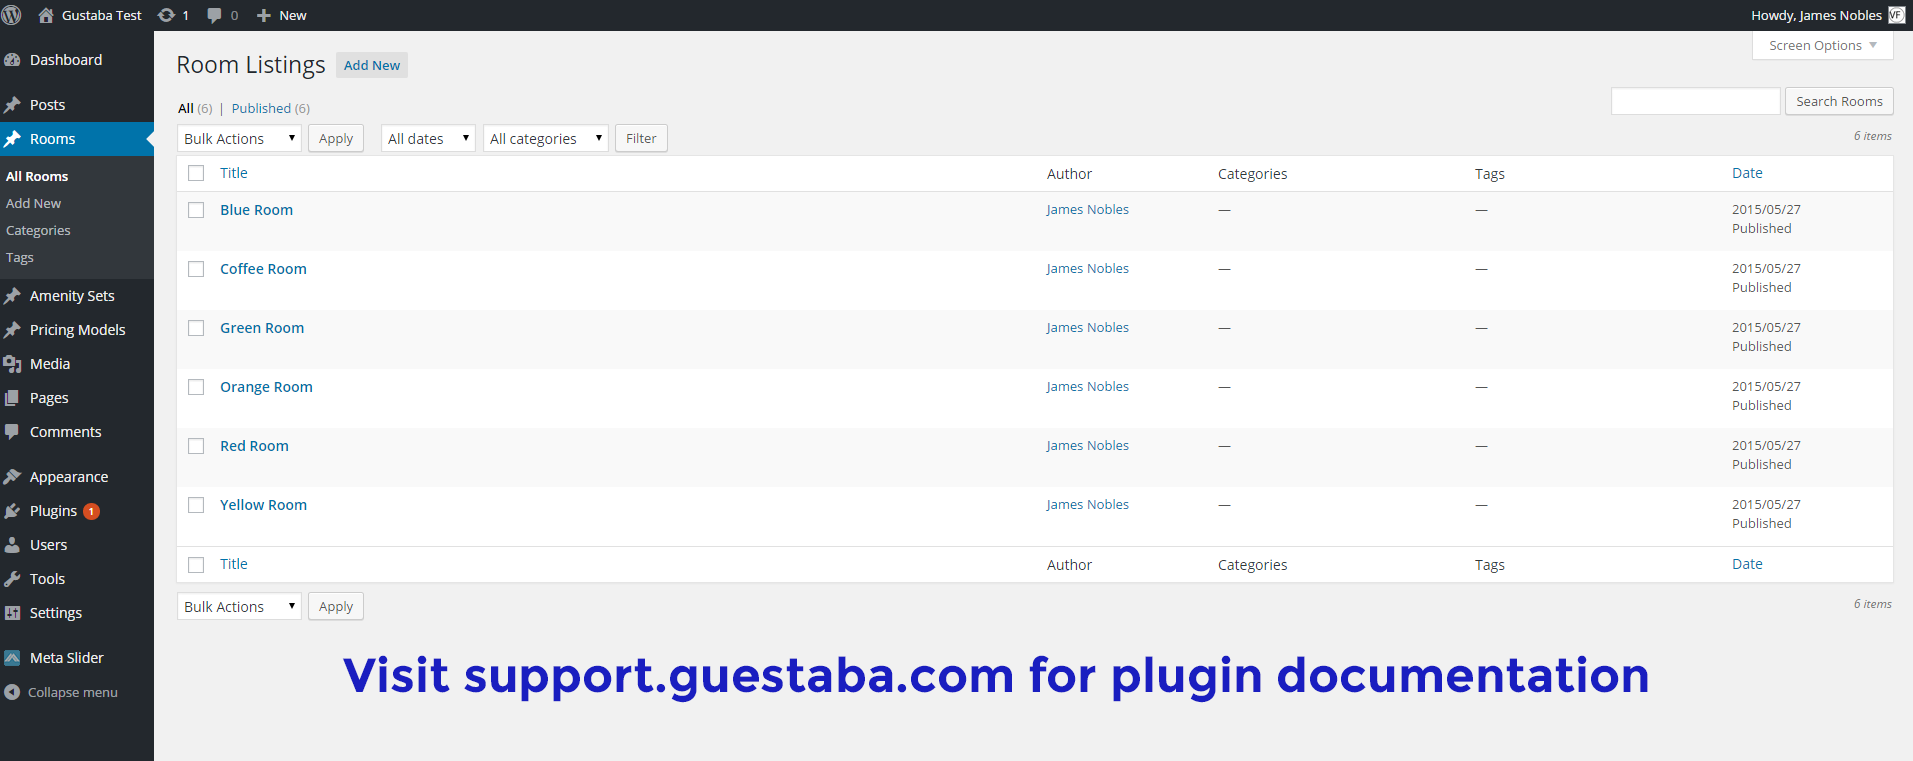 Gustaba Test 1 0 New Howdy, James Nobles VF
Screen Options
Dashboard
Posts
Rooms
All Rooms
Add New
Categories
Tags
Amenity Sets
Pricing Models
Media
Pages
Comments
Appearance
Plugins 1
Users
Tools
Settings
Meta Slider
Collapse menu
Room Listings Add New
All (6) | Published (6)
Search Rooms
Bulk Actions Apply All dates All categories Filter
6 items
Title Author Categories Tags Date
Blue Room James Nobles — — 2015/05/27
Published
Coffee Room James Nobles — — 2015/05/27
Published
Green Room James Nobles — — 2015/05/27
Published
Orange Room James Nobles — — 2015/05/27
Published
Red Room James Nobles — — 2015/05/27
Published
Yellow Room James Nobles — — 2015/05/27
Published
Title Author Categories Tags Date
Bulk Actions Apply
6 items
Visit support.guestaba.com for plugin documentation